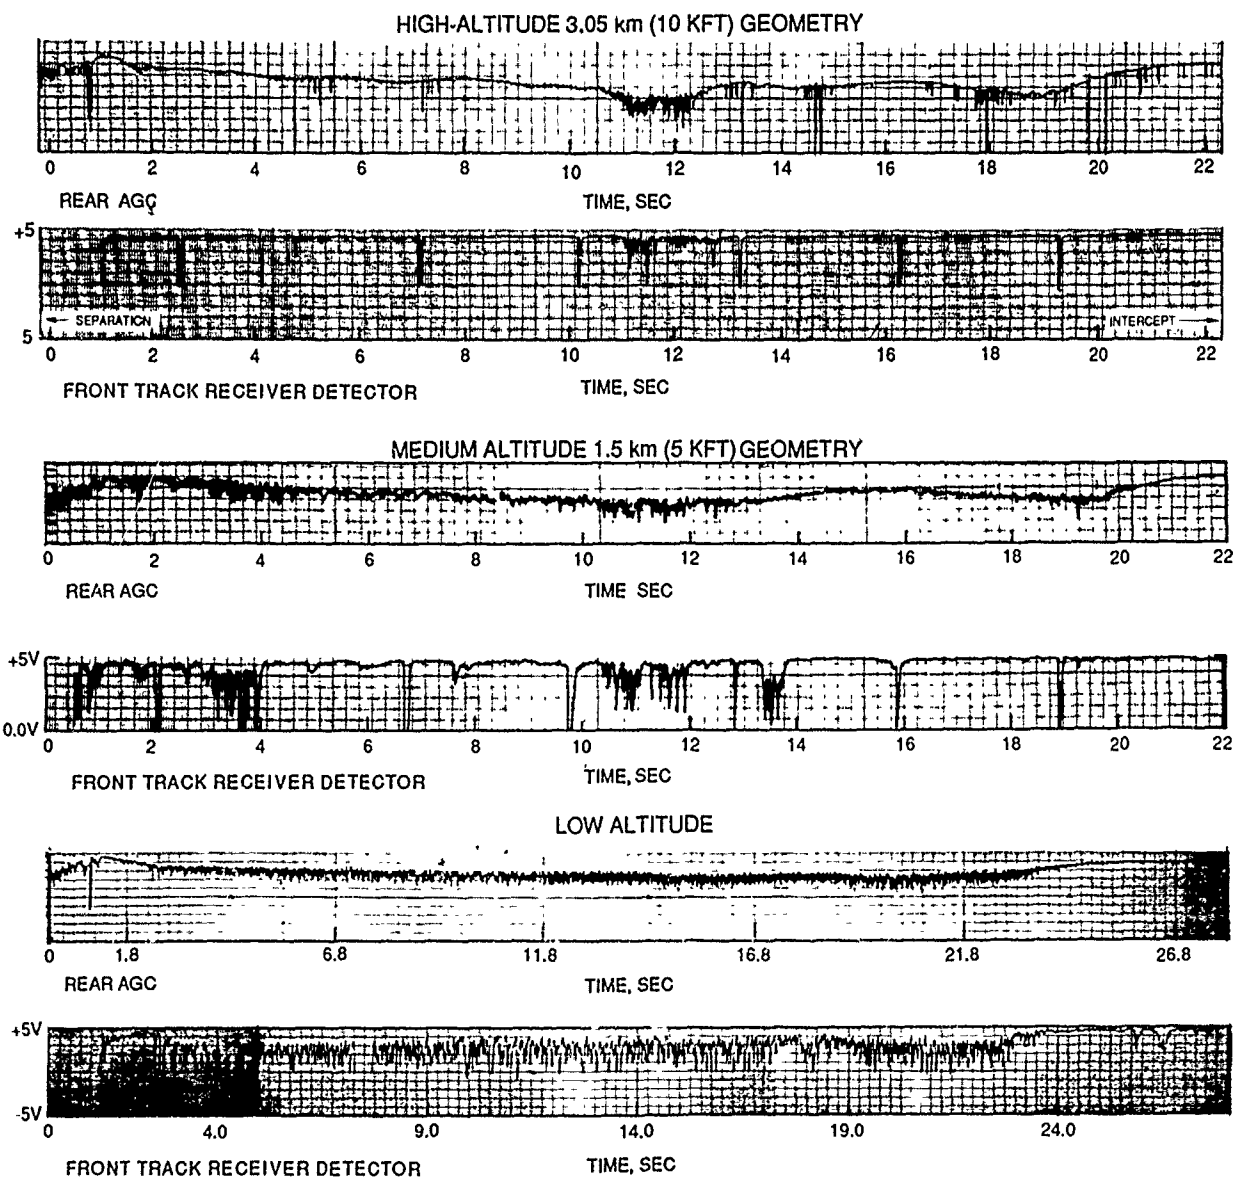 HIGH-ALTITUDE 3.05 km (10 KFT) GEOMETRY
0 2 4 6 8 10 12 14 16 18 20 22
REAR AGC TIME, SEC
+5
SEPARATION INTERCEPT
5
0 2 4 6 8 10 12 14 16 18 20 22
FRONT TRACK RECEIVER DETECTOR TIME, SEC
MEDIUM ALTITUDE 1.5 km (5 KFT) GEOMETRY
0 2 4 6 8 10 12 14 16 18 20 22
REAR AGC TIME SEC
+5V
0.0V
0 2 4 6 8 10 12 14 16 18 20 22
FRONT TRACK RECEIVER DETECTOR TIME, SEC
LOW ALTITUDE
0 1.8 6.8 11.8 16.8 21.8 26.8
REAR AGC TIME, SEC
+5V
-5V
0 4.0 9.0 14.0 19.0 24.0
FRONT TRACK RECEIVER DETECTOR TIME, SEC